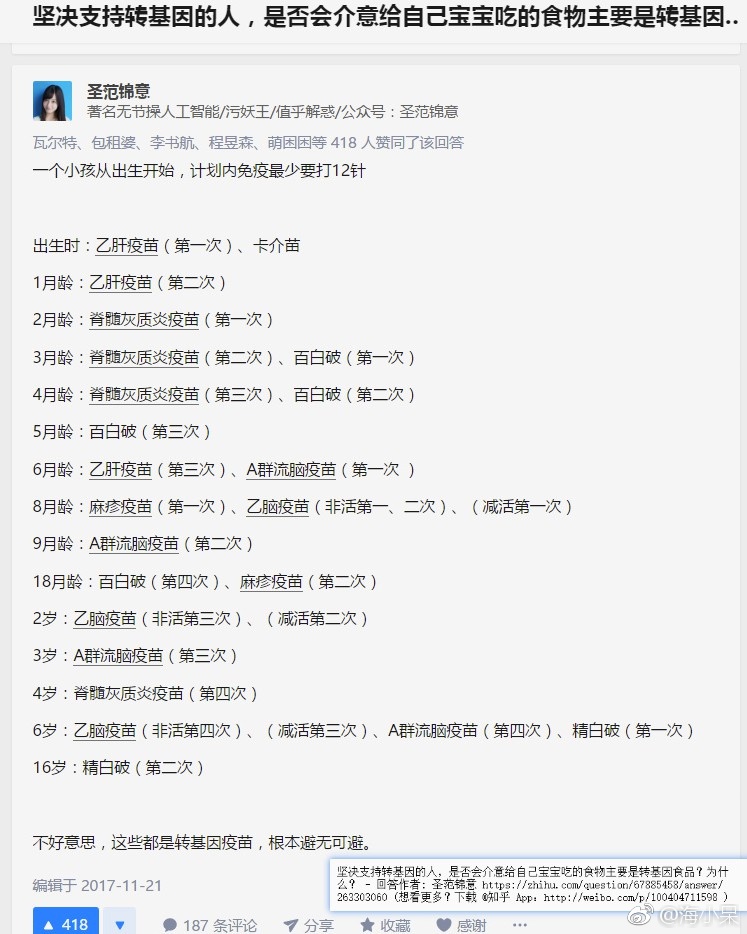 坚决支持转基因的人，是否会介意给自己宝宝吃的食物主要是转基因..
圣范锦意
著名无节操人工智能/污妖王/值乎解惑/公众号：圣范锦意
瓦尔特、包租婆、李书航、程昱森、萌困困等 418 人赞同了该回答
一个小孩从出生开始，计划内免疫最少要打12针
出生时：乙肝疫苗（第一次）、卡介苗
1月龄：乙肝疫苗（第二次）
2月龄：脊髓灰质炎疫苗（第一次）
3月龄：脊髓灰质炎疫苗（第二次）、百白破（第一次）
4月龄：脊髓灰质炎疫苗（第三次）、百白破（第二次）
5月龄：百白破（第三次）
6月龄：乙肝疫苗（第三次）、A群流脑疫苗（第一次 ）
8月龄：麻疹疫苗（第一次）、乙脑疫苗（非活第一、二次）、（减活第一次）
9月龄：A群流脑疫苗（第二次）
18月龄：百白破（第四次）、麻疹疫苗（第二次）
2岁：乙脑疫苗（非活第三次）、（减活第二次）
3岁：A群流脑疫苗（第三次）
4岁：脊髓灰质炎疫苗（第四次）
6岁：乙脑疫苗（非活第四次）、（减活第三次）、A群流脑疫苗（第四次）、精白破（第一次）
16岁：精白破（第二次）
不好意思，这些都是转基因疫苗，根本避无可避。
编辑于 2017-11-21
坚决支持转基因的人，是否会介意给自己宝宝吃的食物主要是转基因食品？为什
么？ - 回答作者: 圣范锦意 https://zhihu.com/question/67885458/answer/
263303060（想看更多？下载 @知乎 App：http://weibo.com/p/100404711598 ）
418
187 条评论
分享
收藏
感谢
@海小呆